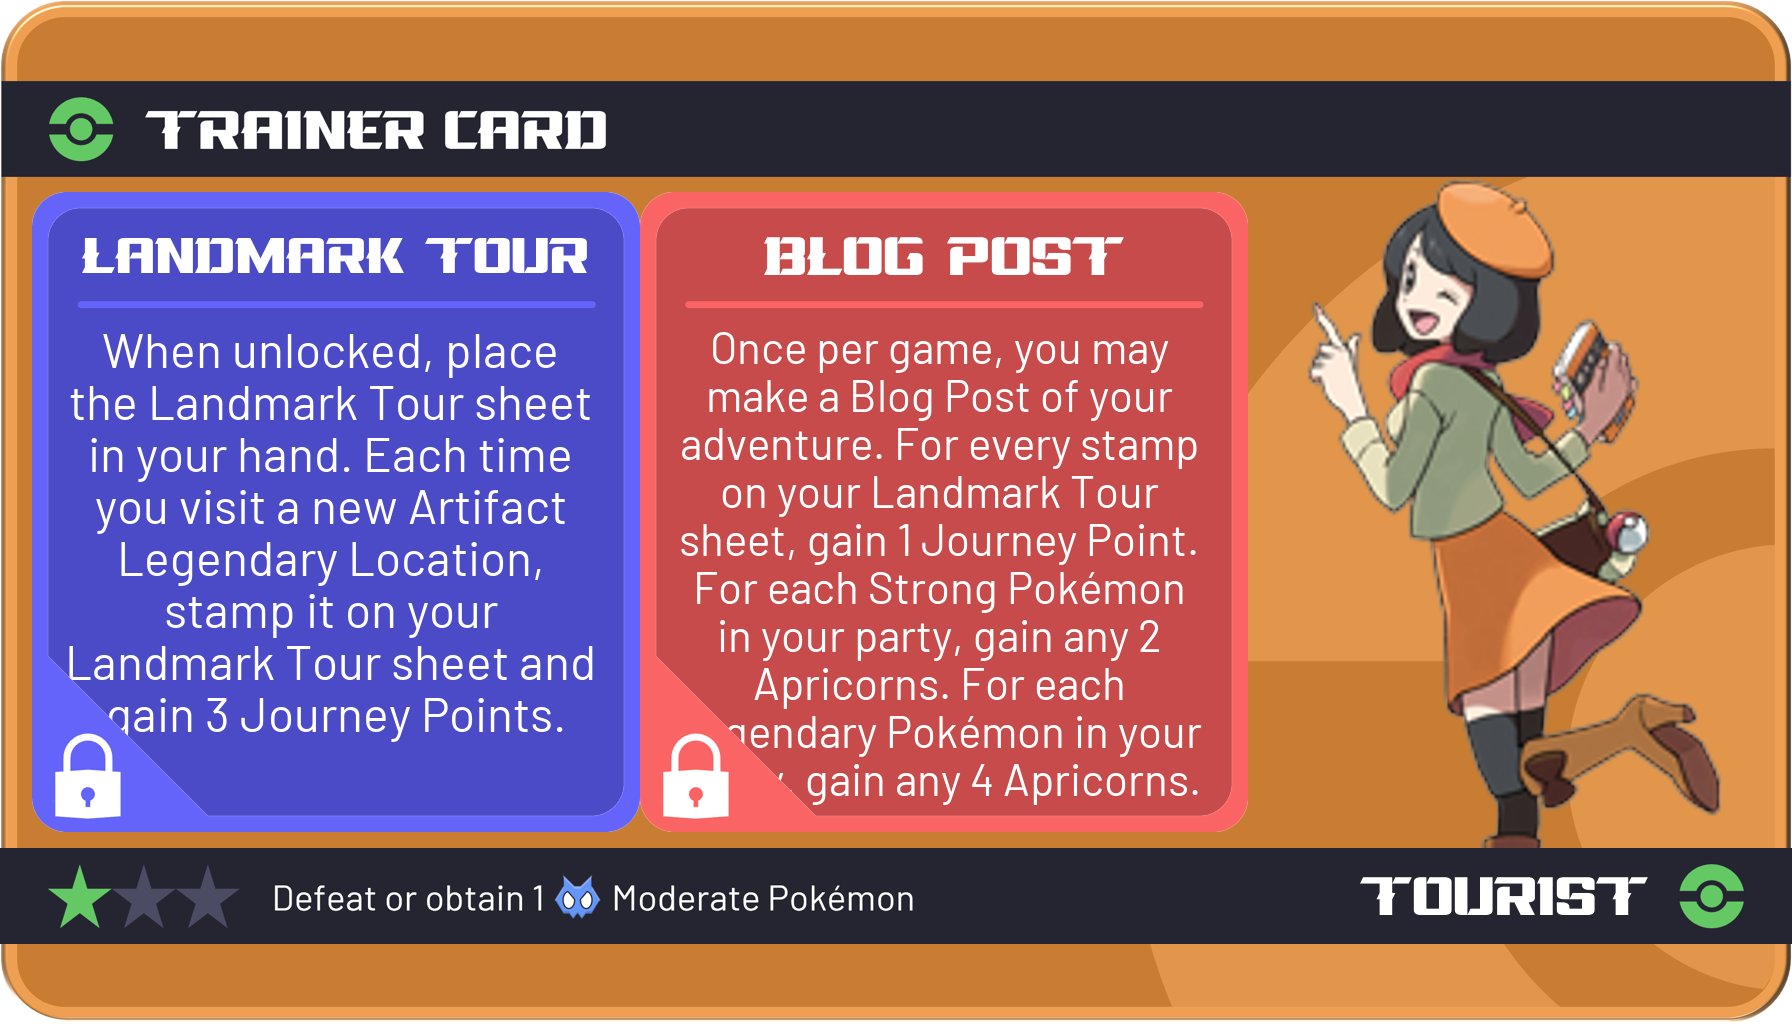 TRAINER CARD
LANDMARK TOUR
When unlocked, place
the Landmark Tour sheet
in your hand. Each time
you visit a new Artifact
Legendary Location,
stamp it on your
Landmark Tour sheet and
gain 3 Journey Points.
BLOG POST
Once per game, you may
make a Blog Post of your
adventure. For every stamp
on your Landmark Tour
sheet, gain 1 Journey Point.
For each Strong Pokémon
in your party, gain any 2
Apricorns. For each
gendary Pokémon in your
, gain any 4 Apricorns.
Defeat or obtain 1 Moderate Pokémon
TOURIST